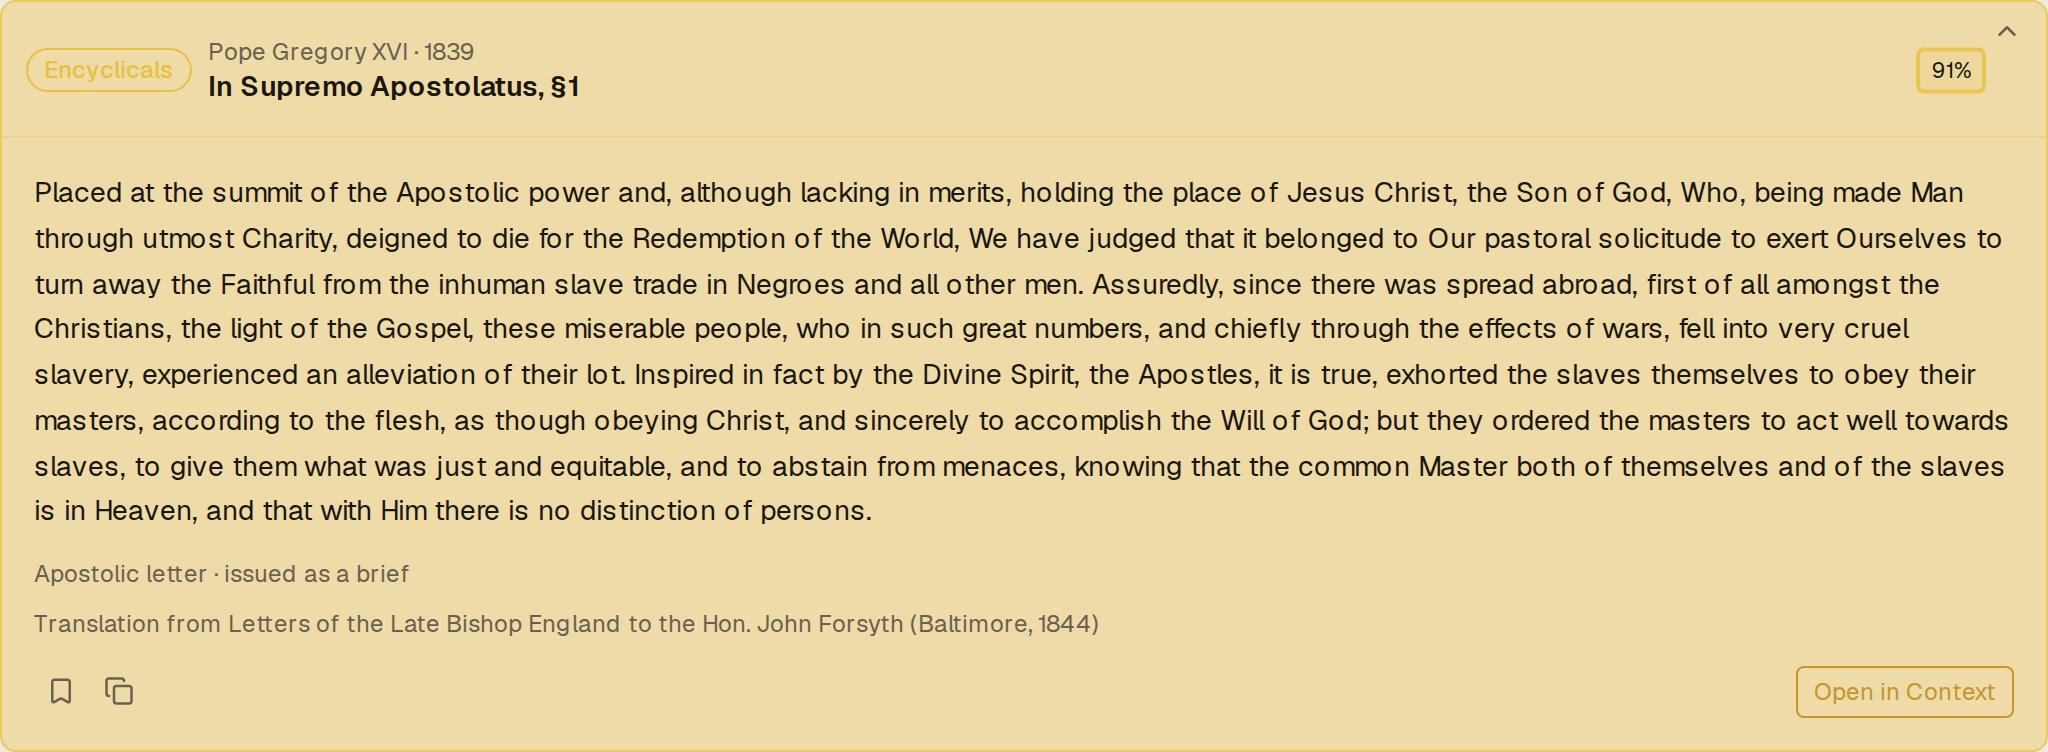 Encyclicals
Pope Gregory XVI · 1839
In Supremo Apostolatus, §1
91%
Placed at the summit of the Apostolic power and, although lacking in merits, holding the place of Jesus Christ, the Son of God, Who, being made Man
through utmost Charity, deigned to die for the Redemption of the World, We have judged that it belonged to Our pastoral solicitude to exert Ourselves to
turn away the Faithful from the inhuman slave trade in Negroes and all other men. Assuredly, since there was spread abroad, first of all amongst the
Christians, the light of the Gospel, these miserable people, who in such great numbers, and chiefly through the effects of wars, fell into very cruel
slavery, experienced an alleviation of their lot. Inspired in fact by the Divine Spirit, the Apostles, it is true, exhorted the slaves themselves to obey their
masters, according to the flesh, as though obeying Christ, and sincerely to accomplish the Will of God; but they ordered the masters to act well towards
slaves, to give them what was just and equitable, and to abstain from menaces, knowing that the common Master both of themselves and of the slaves
is in Heaven, and that with Him there is no distinction of persons.
Apostolic letter · issued as a brief
Translation from Letters of the Late Bishop England to the Hon. John Forsyth (Baltimore, 1844)
Open in Context